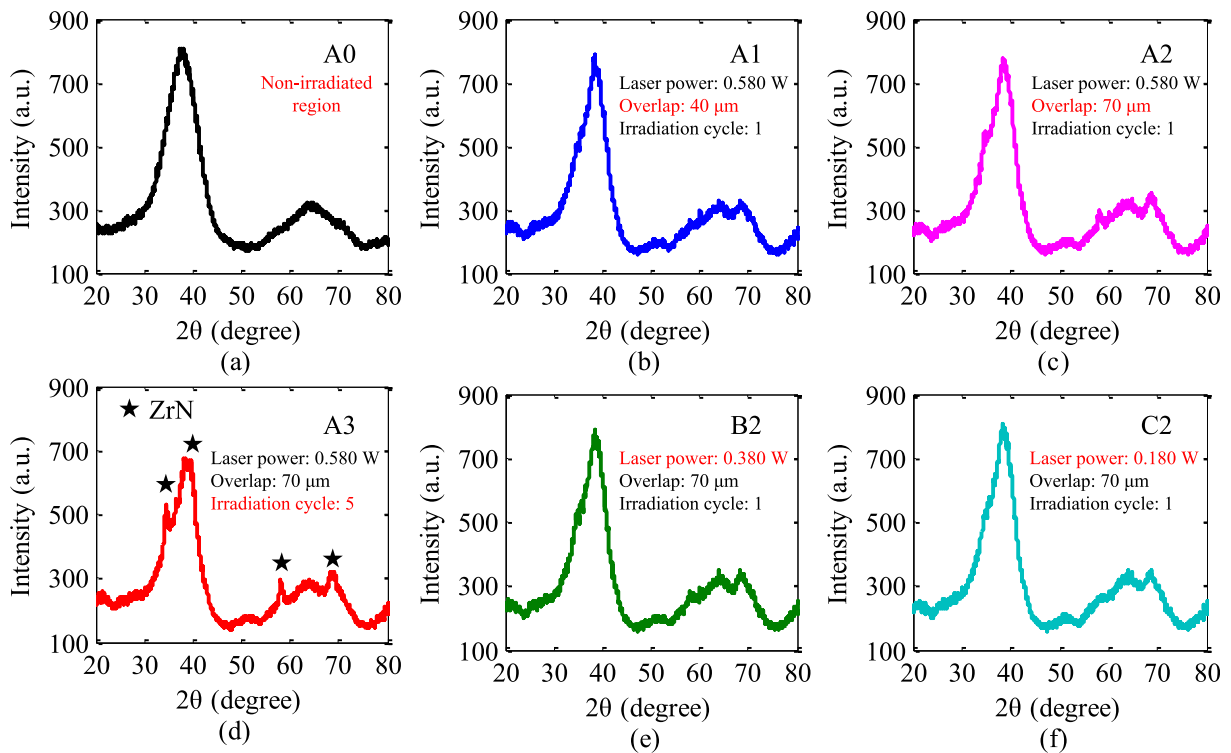 900
700
500
300
100
Intensity (a.u.)
A0
Non-irradiated
region
20 30 40 50 60 70 80
2θ (degree)
(a)
900
700
500
300
100
Intensity (a.u.)
A1
Laser power: 0.580 W
Overlap: 40 μm
Irradiation cycle: 1
20 30 40 50 60 70 80
2θ (degree)
(b)
900
700
500
300
100
Intensity (a.u.)
A2
Laser power: 0.580 W
Overlap: 70 μm
Irradiation cycle: 1
20 30 40 50 60 70 80
2θ (degree)
(c)
900
700
500
300
100
Intensity (a.u.)
★ ZrN
A3
Laser power: 0.580 W
Overlap: 70 μm
Irradiation cycle: 5
20 30 40 50 60 70 80
2θ (degree)
(d)
900
700
500
300
100
Intensity (a.u.)
B2
Laser power: 0.380 W
Overlap: 70 μm
Irradiation cycle: 1
20 30 40 50 60 70 80
2θ (degree)
(e)
900
700
500
300
100
Intensity (a.u.)
C2
Laser power: 0.180 W
Overlap: 70 μm
Irradiation cycle: 1
20 30 40 50 60 70 80
2θ (degree)
(f)